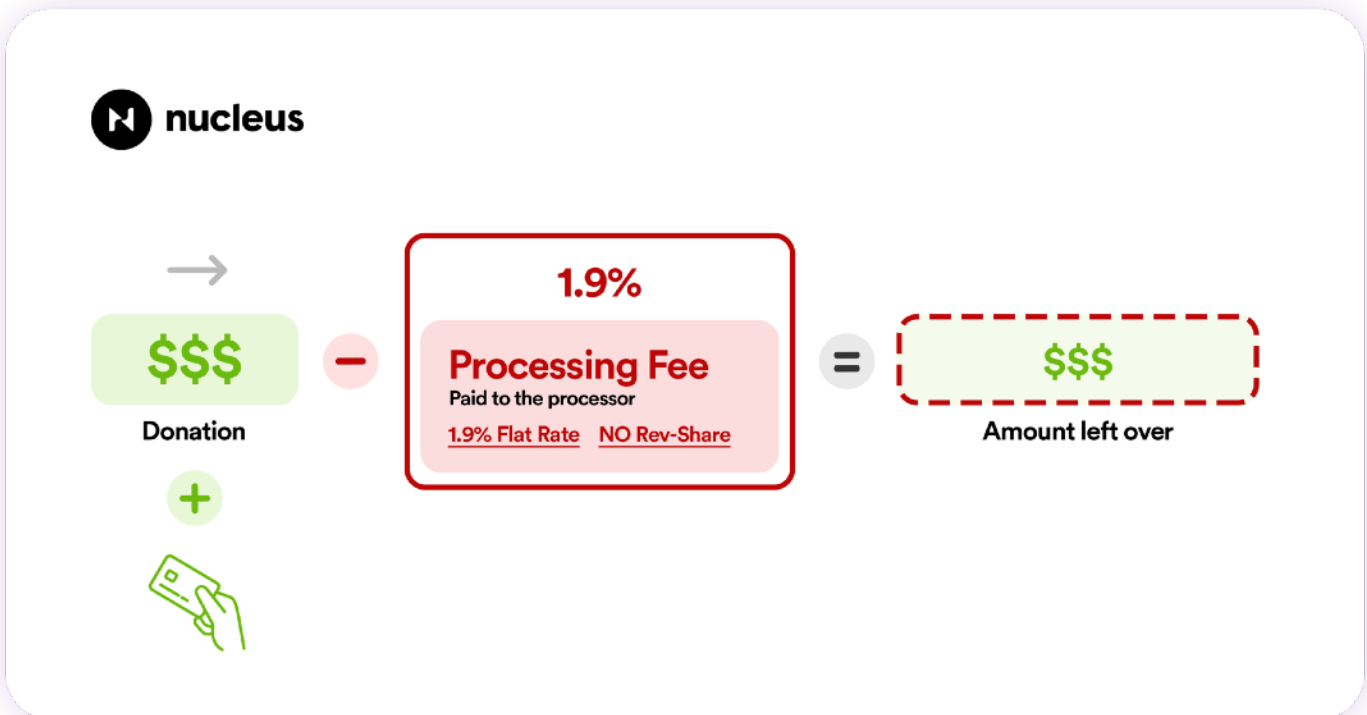 nucleus
$$$
Donation
+
−
1.9%
Processing Fee
Paid to the processor
1.9% Flat Rate NO Rev-Share
=
$$$
Amount left over